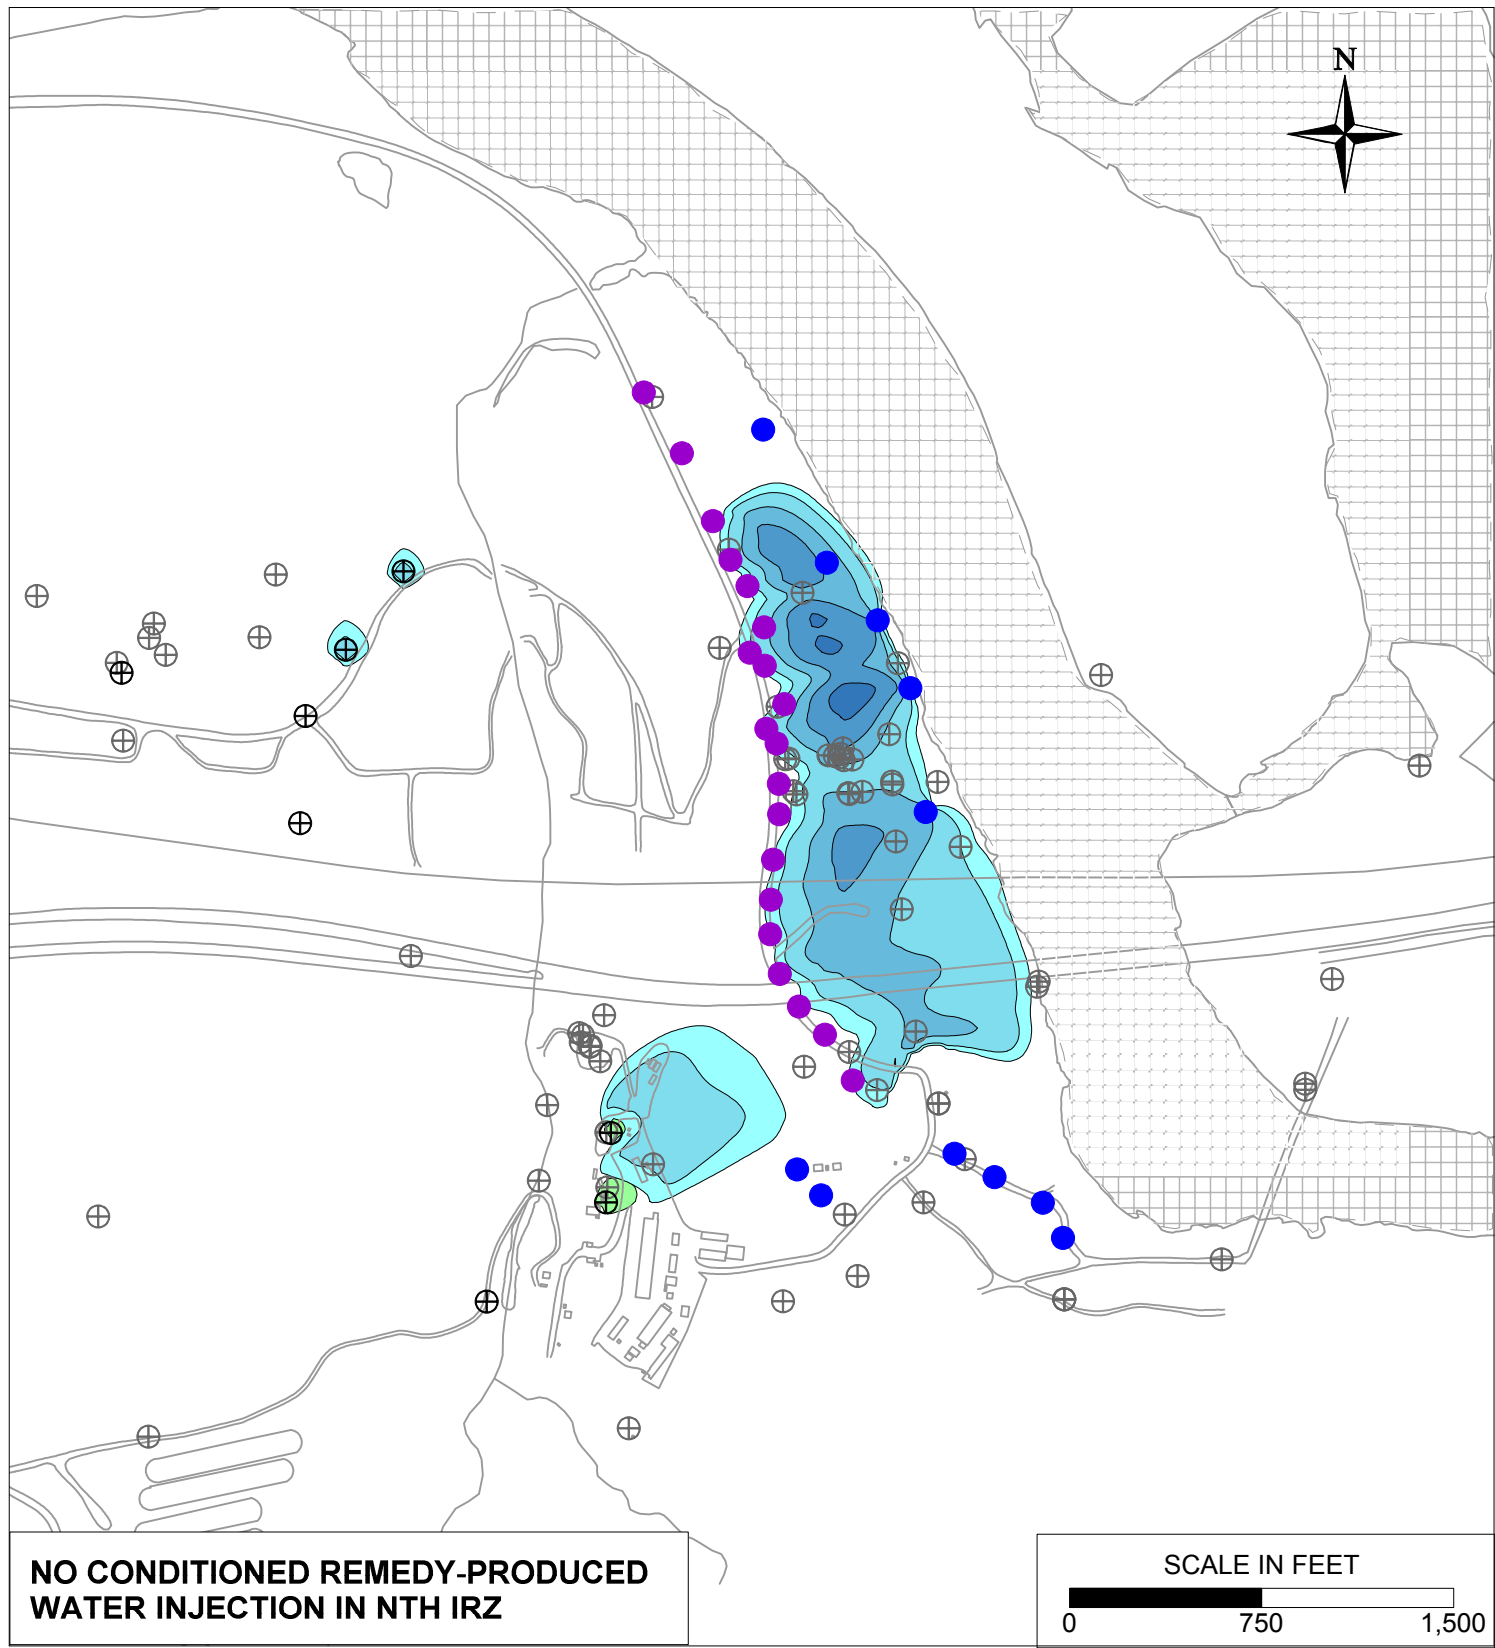 N
NO CONDITIONED REMEDY-PRODUCED
WATER INJECTION IN NTH IRZ
SCALE IN FEET
0 750 1,500